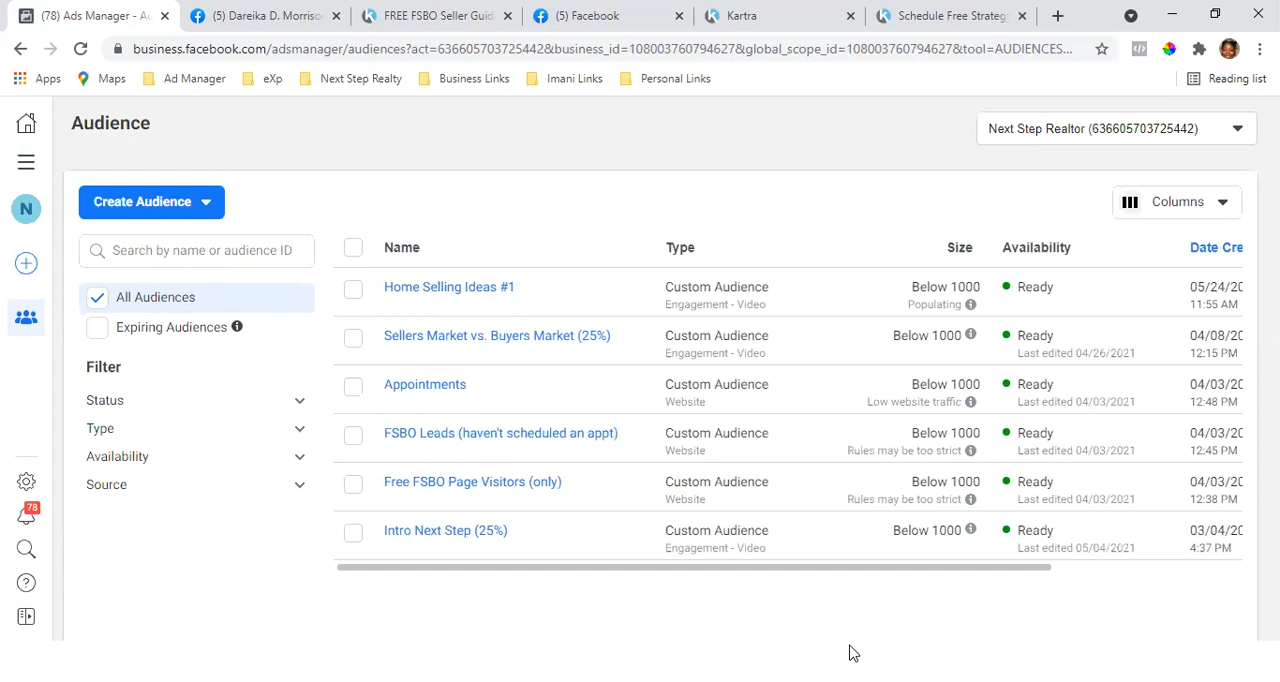 (78) Ads Manager - Au
(5) Dareika D. Morriso
FREE FSBO Seller Guid
(5) Facebook
Kartra
Schedule Free Strateg
business.facebook.com/adsmanager/audiences?act=636605703725442&business_id=108003760794627&global_scope_id=108003760794627&tool=AUDIENCES...
Apps
Maps
Ad Manager
eXp
Next Step Realty
Business Links
Imani Links
Personal Links
Reading list
Audience
Next Step Realtor (636605703725442)
N
78
Create Audience
Columns
Search by name or audience ID
All Audiences
Expiring Audiences
Filter
Status
Type
Availability
Source
Name Type Size Availability Date Cre
Home Selling Ideas #1 Custom Audience Below 1000 Ready 05/24/20
Engagement - Video Populating 11:55 AM
Sellers Market vs. Buyers Market (25%) Custom Audience Below 1000 Ready 04/08/20
Engagement - Video Last edited 04/26/2021 12:15 PM
Appointments Custom Audience Below 1000 Ready 04/03/20
Website Low website traffic Last edited 04/03/2021 12:48 PM
FSBO Leads (haven't scheduled an appt) Custom Audience Below 1000 Ready 04/03/20
Website Rules may be too strict Last edited 04/03/2021 12:45 PM
Free FSBO Page Visitors (only) Custom Audience Below 1000 Ready 04/03/20
Website Rules may be too strict Last edited 04/03/2021 12:38 PM
Intro Next Step (25%) Custom Audience Below 1000 Ready 03/04/20
Engagement - Video Last edited 05/04/2021 4:37 PM